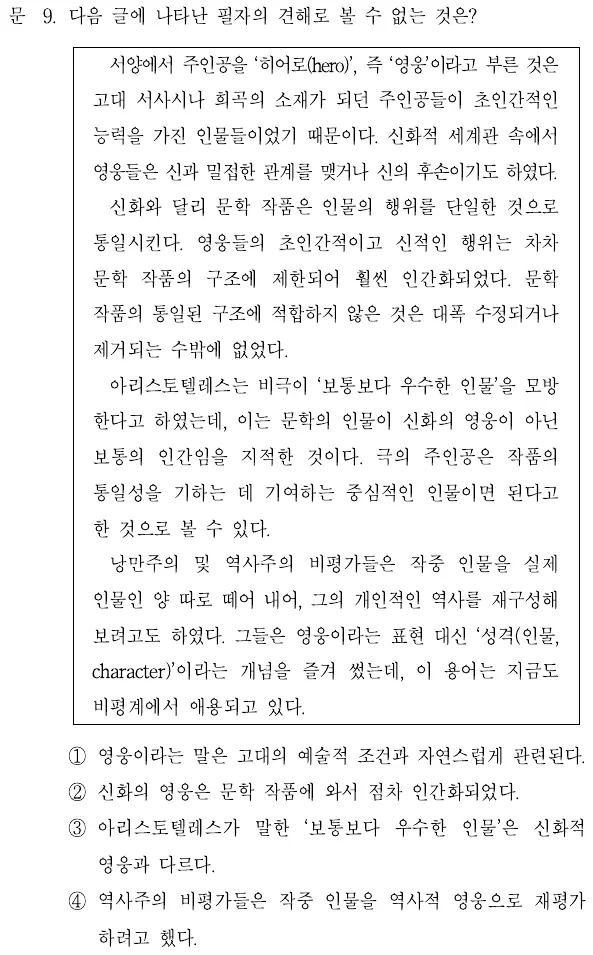 문 9. 다음 글에 나타난 필자의 견해로 볼 수 없는 것은?
서양에서 주인공을 ‘히어로(hero)’, 즉 ‘영웅’이라고 부른 것은
고대 서사시나 희곡의 소재가 되던 주인공들이 초인간적인
능력을 가진 인물들이었기 때문이다. 신화적 세계관 속에서
영웅들은 신과 밀접한 관계를 맺거나 신의 후손이기도 하였다.
신화와 달리 문학 작품은 인물의 행위를 단일한 것으로
통일시킨다. 영웅들의 초인간적이고 신적인 행위는 차차
문학 작품의 구조에 제한되어 훨씬 인간화되었다. 문학
작품의 통일된 구조에 적합하지 않은 것은 대폭 수정되거나
제거되는 수밖에 없었다.
아리스토텔레스는 비극이 ‘보통보다 우수한 인물’을 모방
한다고 하였는데, 이는 문학의 인물이 신화의 영웅이 아닌
보통의 인간임을 지적한 것이다. 극의 주인공은 작품의
통일성을 기하는 데 기여하는 중심적인 인물이면 된다고
한 것으로 볼 수 있다.
낭만주의 및 역사주의 비평가들은 작중 인물을 실제
인물인 양 따로 떼어 내어, 그의 개인적인 역사를 재구성해
보려고도 하였다. 그들은 영웅이라는 표현 대신 ‘성격(인물,
character)’이라는 개념을 즐겨 썼는데, 이 용어는 지금도
비평계에서 애용되고 있다.
① 영웅이라는 말은 고대의 예술적 조건과 자연스럽게 관련된다.
② 신화의 영웅은 문학 작품에 와서 점차 인간화되었다.
③ 아리스토텔레스가 말한 ‘보통보다 우수한 인물’은 신화적
영웅과 다르다.
④ 역사주의 비평가들은 작중 인물을 역사적 영웅으로 재평가
하려고 했다.